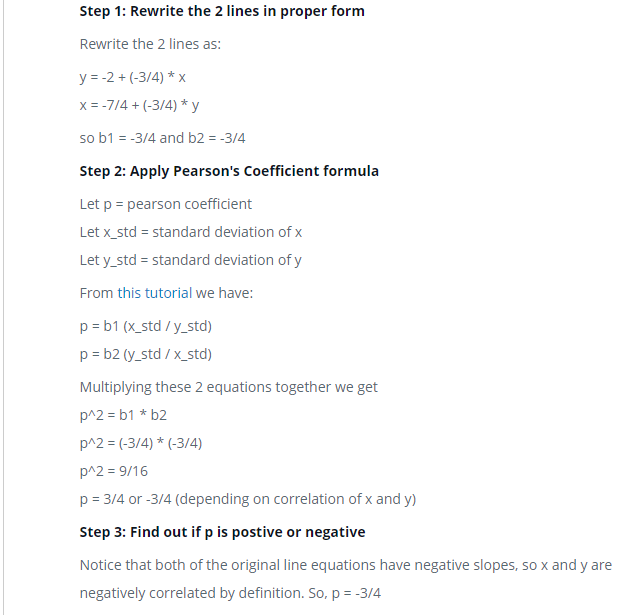 Step 1: Rewrite the 2 lines in proper form
Rewrite the 2 lines as:
y = -2 + (-3/4) * x
x = -7/4 + (-3/4) * y
so b1 = -3/4 and b2 = -3/4
Step 2: Apply Pearson's Coefficient formula
Let p = pearson coefficient
Let x_std = standard deviation of x
Let y_std = standard deviation of y
From this tutorial we have:
p = b1 (x_std / y_std)
p = b2 (y_std / x_std)
Multiplying these 2 equations together we get
p^2 = b1 * b2
p^2 = (-3/4) * (-3/4)
p^2 = 9/16
p = 3/4 or -3/4 (depending on correlation of x and y)
Step 3: Find out if p is postive or negative
Notice that both of the original line equations have negative slopes, so x and y are
negatively correlated by definition. So, p = -3/4